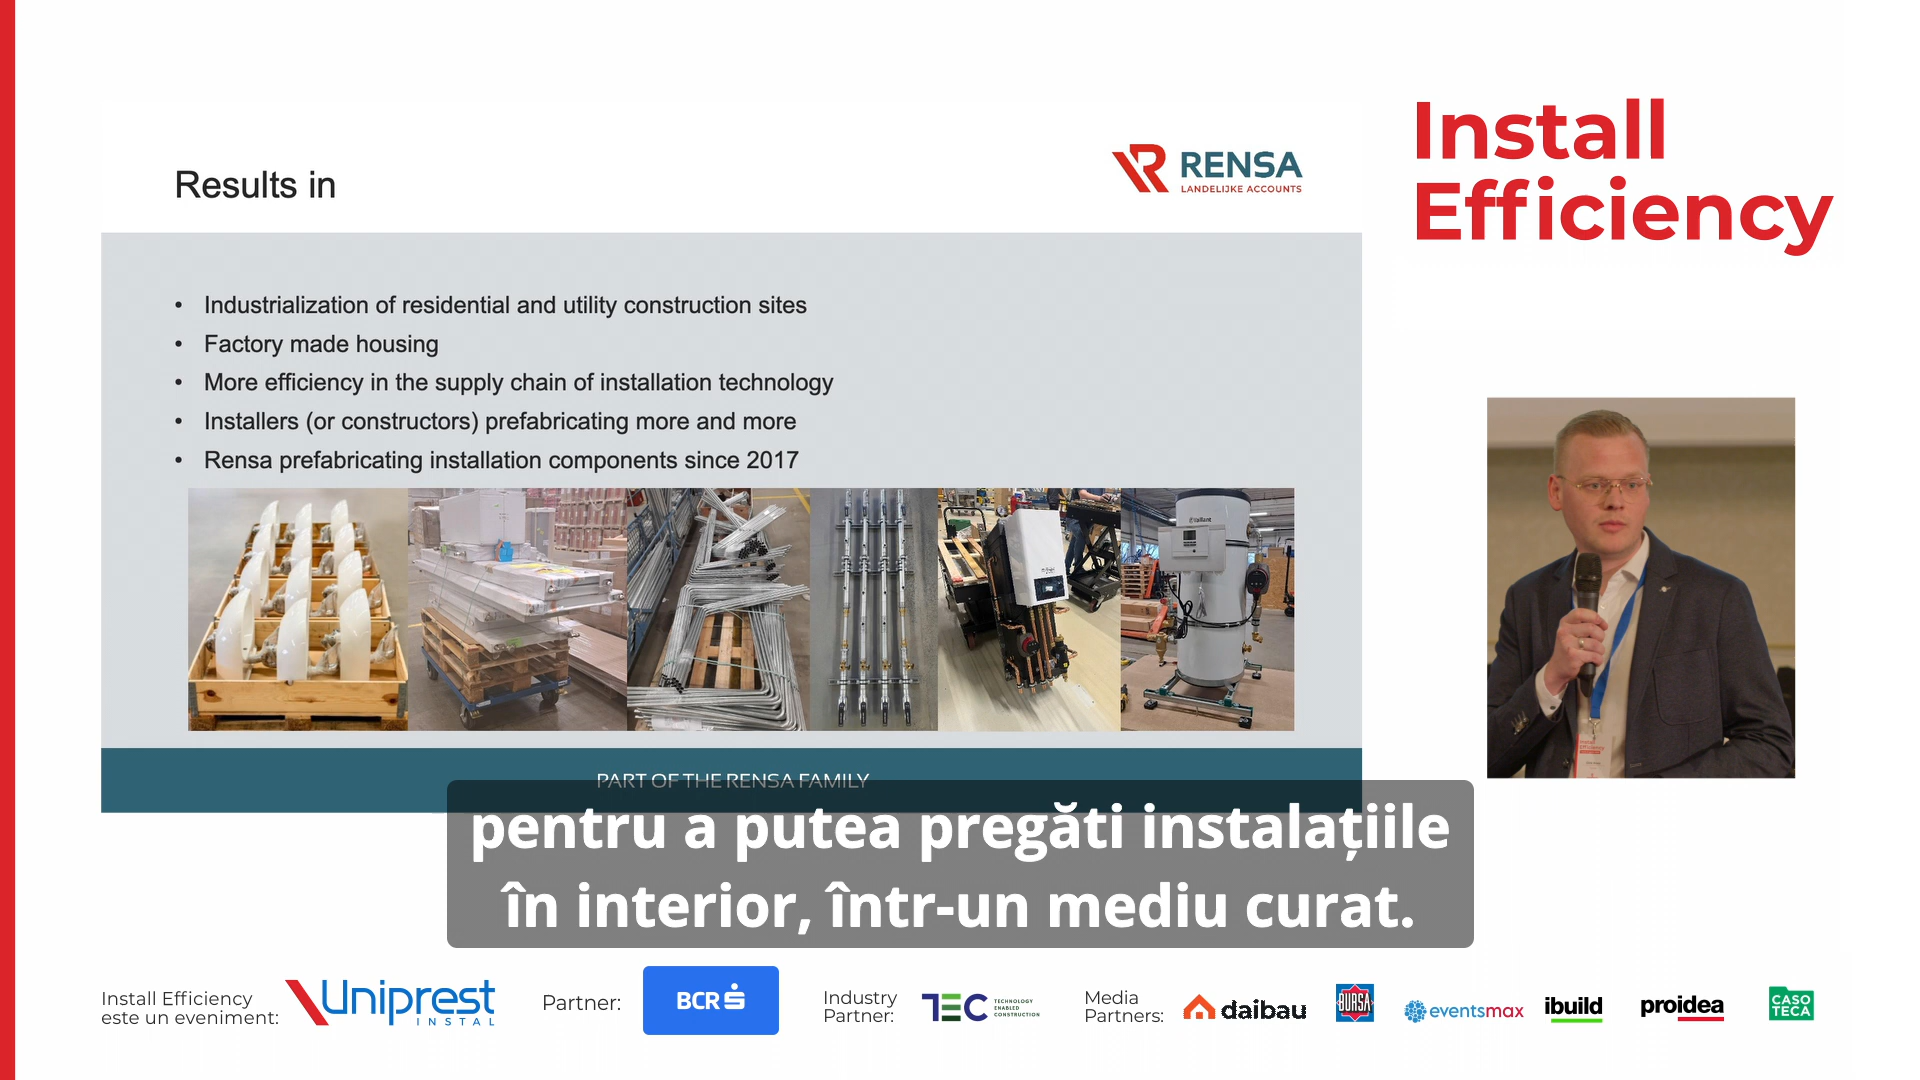 Install
Efficiency
RENSA
LANDELIJKE ACCOUNTS
Results in
• Industrialization of residential and utility construction sites
• Factory made housing
• More efficiency in the supply chain of installation technology
• Installers (or constructors) prefabricating more and more
• Rensa prefabricating installation components since 2017
Vaillant
PART OF THE RENSA FAMILY
pentru a putea pregăti instalațiile
în interior, într-un mediu curat.
Install Efficiency
este un eveniment:
Uniprest
INSTAL
Partner:
BCR
Industry
Partner:
TEC
TECHNOLOGY
ENABLED
CONSTRUCTION
Media
Partners:
daibau
BURSA
eventsmax
ibuild
proidea
CASO
TECA